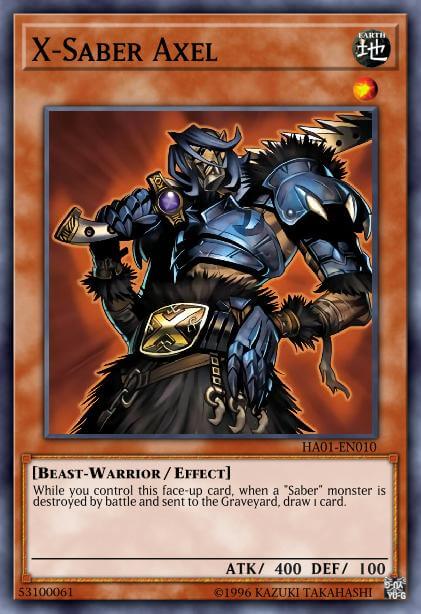 X-Saber Axel
EARTH
地
HA01-EN010
[Beast-Warrior / Effect]
While you control this face-up card, when a "Saber" monster is
destroyed by battle and sent to the Graveyard, draw 1 card.
ATK/ 400 DEF/ 100
53100061
©1996 KAZUKI TAKAHASHI